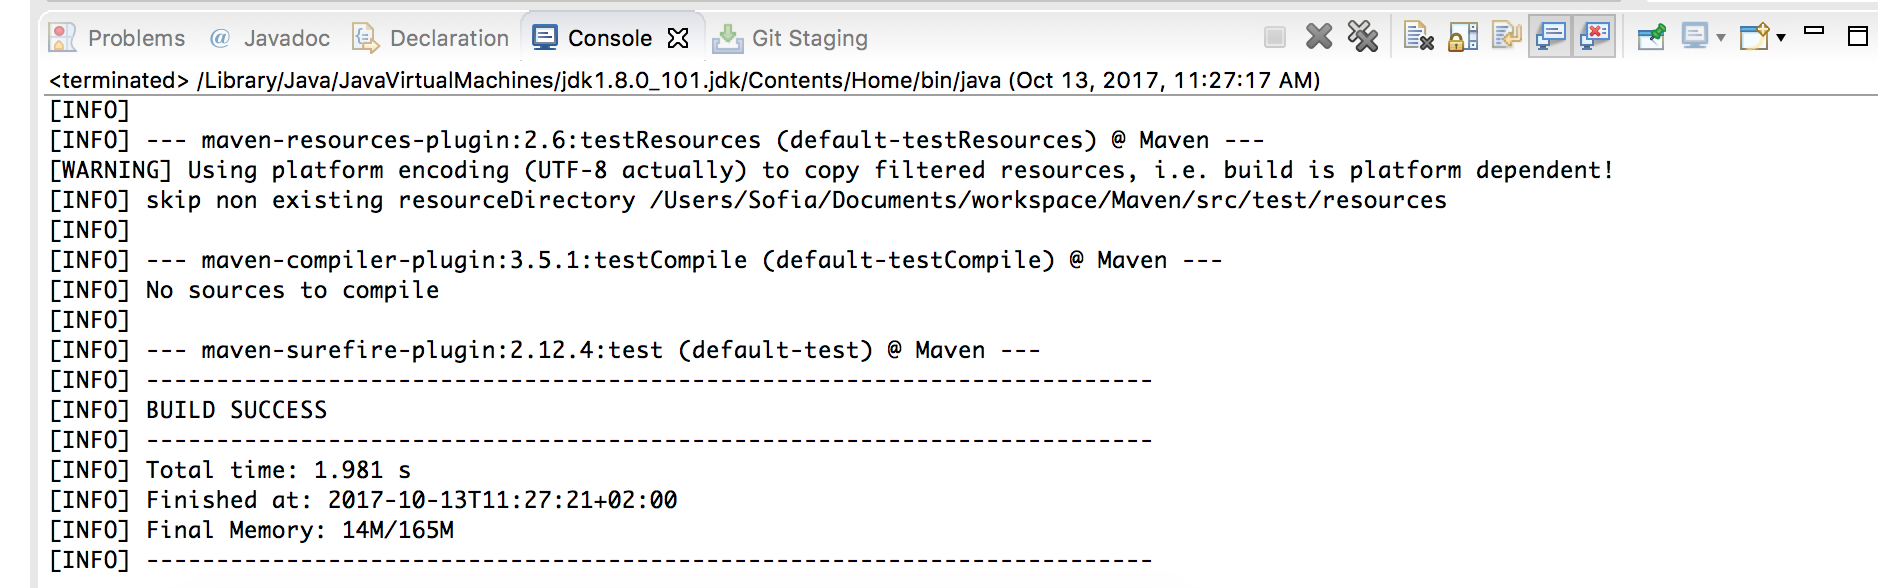 Problems @ Javadoc Declaration Console Git Staging
<terminated> /Library/Java/JavaVirtualMachines/jdk1.8.0_101.jdk/Contents/Home/bin/java (Oct 13, 2017, 11:27:17 AM)
[INFO]
[INFO] --- maven-resources-plugin:2.6:testResources (default-testResources) @ Maven ---
[WARNING] Using platform encoding (UTF-8 actually) to copy filtered resources, i.e. build is platform dependent!
[INFO] skip non existing resourceDirectory /Users/Sofia/Documents/workspace/Maven/src/test/resources
[INFO]
[INFO] --- maven-compiler-plugin:3.5.1:testCompile (default-testCompile) @ Maven ---
[INFO] No sources to compile
[INFO]
[INFO] --- maven-surefire-plugin:2.12.4:test (default-test) @ Maven ---
[INFO] ------------------------------------------------------------------------
[INFO] BUILD SUCCESS
[INFO] ------------------------------------------------------------------------
[INFO] Total time: 1.981 s
[INFO] Finished at: 2017-10-13T11:27:21+02:00
[INFO] Final Memory: 14M/165M
[INFO] ------------------------------------------------------------------------